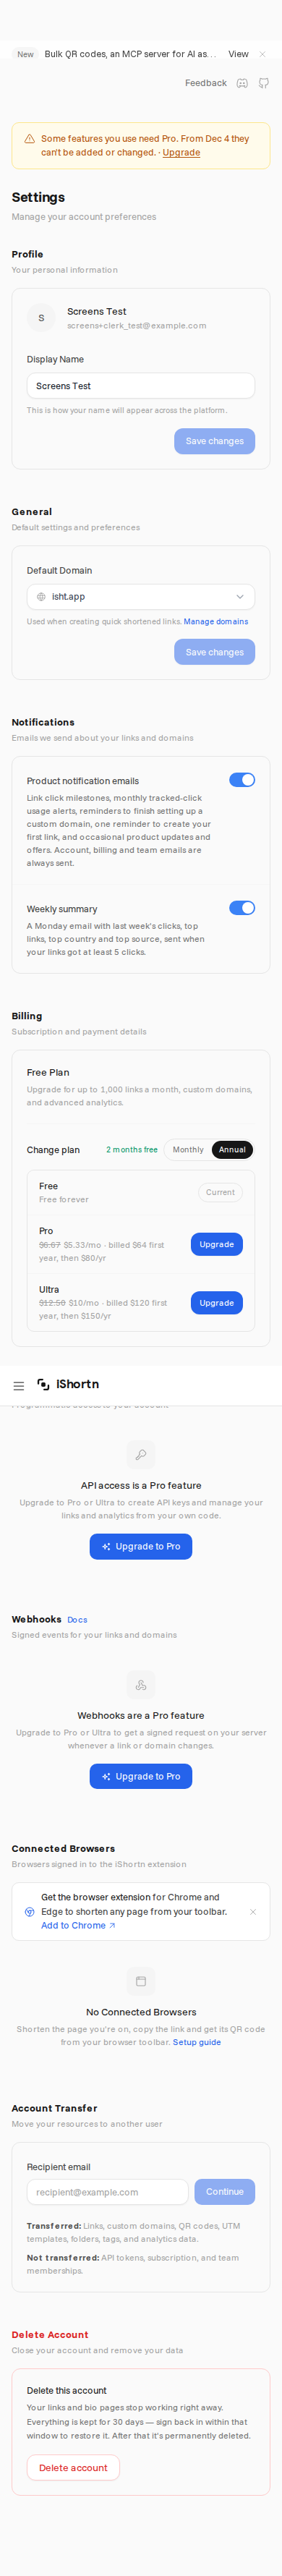 New Bulk QR codes, an MCP server for AI as... View
Feedback
Some features you use need Pro. From Dec 4 they
can't be added or changed. · Upgrade
Settings
Manage your account preferences
Profile
Your personal information
S
Screens Test
screens+clerk_test@example.com
Display Name
Screens Test
This is how your name will appear across the platform.
Save changes
General
Default settings and preferences
Default Domain
isht.app
Used when creating quick shortened links. Manage domains
Save changes
Notifications
Emails we send about your links and domains
Product notification emails
Link click milestones, monthly tracked-click
usage alerts, reminders to finish setting up a
custom domain, one reminder to create your
first link, and occasional product updates and
offers. Account, billing and team emails are
always sent.
Weekly summary
A Monday email with last week's clicks, top
links, top country and top source, sent when
your links got at least 5 clicks.
Billing
Subscription and payment details
Free Plan
Upgrade for up to 1,000 links a month, custom domains,
and advanced analytics.
Change plan 2 months free Monthly Annual
Free
Free forever
Current
Pro
$6.67 $5.33/mo · billed $64 first
year, then $80/yr
Upgrade
Ultra
$12.50 $10/mo · billed $120 first
year, then $150/yr
Upgrade
iShortn
API access is a Pro feature
Upgrade to Pro or Ultra to create API keys and manage your
links and analytics from your own code.
Upgrade to Pro
Webhooks Docs
Signed events for your links and domains
Webhooks are a Pro feature
Upgrade to Pro or Ultra to get a signed request on your server
whenever a link or domain changes.
Upgrade to Pro
Connected Browsers
Browsers signed in to the iShortn extension
Get the browser extension for Chrome and
Edge to shorten any page from your toolbar.
Add to Chrome
No Connected Browsers
Shorten the page you're on, copy the link and get its QR code
from your browser toolbar. Setup guide
Account Transfer
Move your resources to another user
Recipient email
recipient@example.com
Continue
Transferred: Links, custom domains, QR codes, UTM
templates, folders, tags, and analytics data.
Not transferred: API tokens, subscription, and team
memberships.
Delete Account
Close your account and remove your data
Delete this account
Your links and bio pages stop working right away.
Everything is kept for 30 days — sign back in within that
window to restore it. After that it's permanently deleted.
Delete account